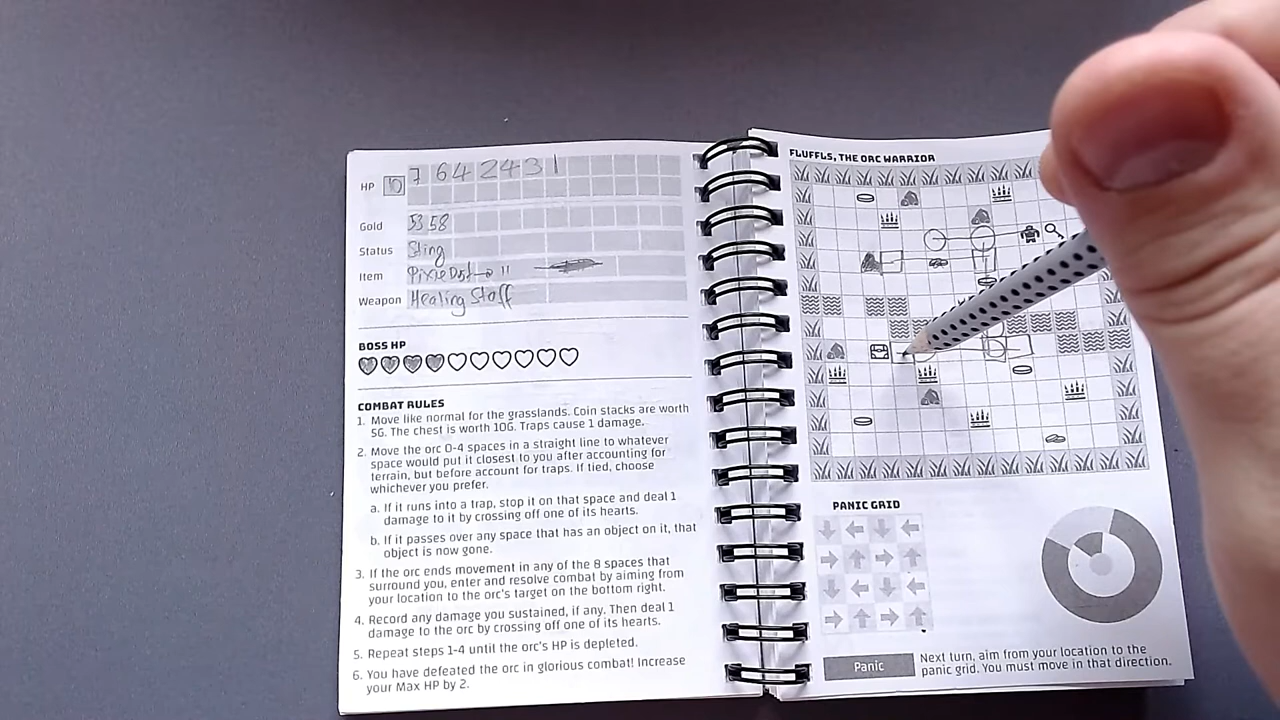 HP 10 7 6 4 2 4 3 1
Gold 53 58
Status Sling
Item Pixie Dust → 11
Weapon Healing Staff
BOSS HP
COMBAT RULES
1. Move like normal for the grasslands. Coin stacks are worth
5G. The chest is worth 10G. Traps cause 1 damage.
2. Move the orc 0-4 spaces in a straight line to whatever
space would put it closest to you after accounting for
terrain, but before account for traps. If tied, choose
whichever you prefer.
a. If it runs into a trap, stop it on that space and deal 1
damage to it by crossing off one of its hearts.
b. If it passes over any space that has an object on it, that
object is now gone.
3. If the orc ends movement in any of the 8 spaces that
surround you, enter and resolve combat by aiming from
your location to the orc's target on the bottom right.
4. Record any damage you sustained, if any. Then deal 1
damage to the orc by crossing off one of its hearts.
5. Repeat steps 1-4 until the orc's HP is depleted.
6. You have defeated the orc in glorious combat! Increase
your Max HP by 2.
FLUFFLS, THE ORC WARRIOR
PANIC GRID
Panic
Next turn, aim from your location to the
panic grid. You must move in that direction.